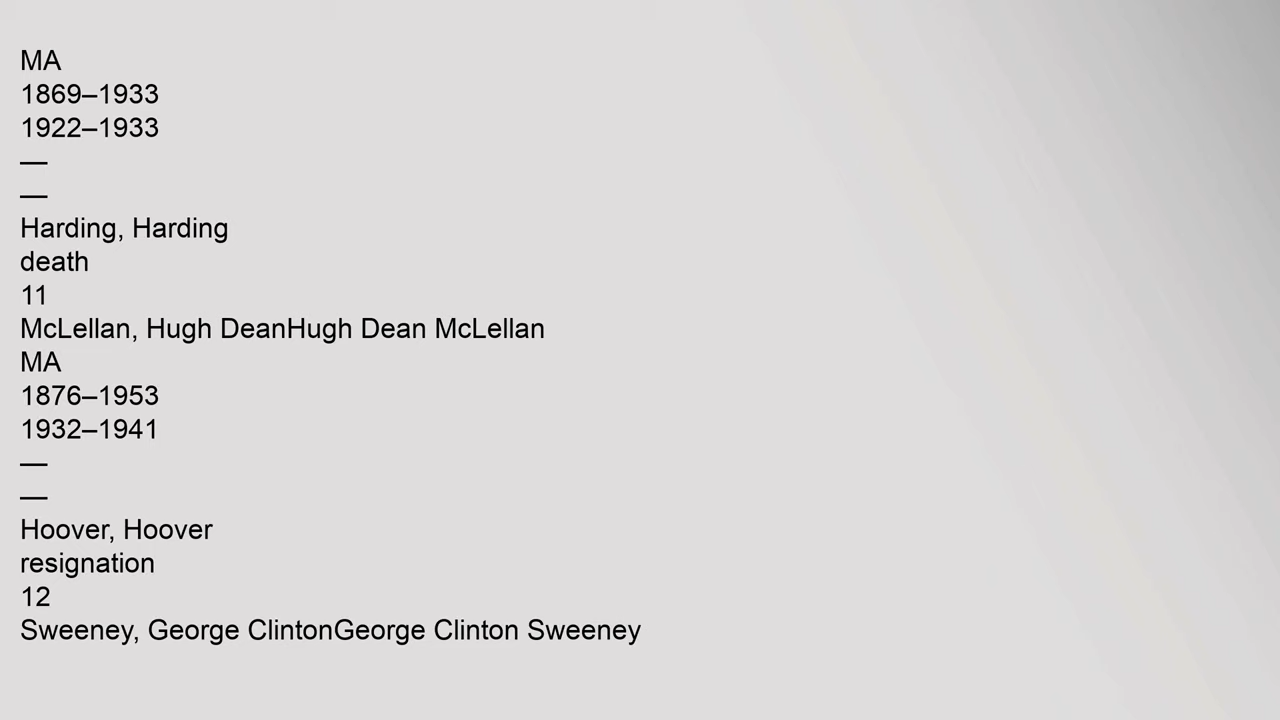 MA
1869–1933
1922–1933
—
—
Harding, Harding
death
11
McLellan, Hugh DeanHugh Dean McLellan
MA
1876–1953
1932–1941
—
—
Hoover, Hoover
resignation
12
Sweeney, George ClintonGeorge Clinton Sweeney